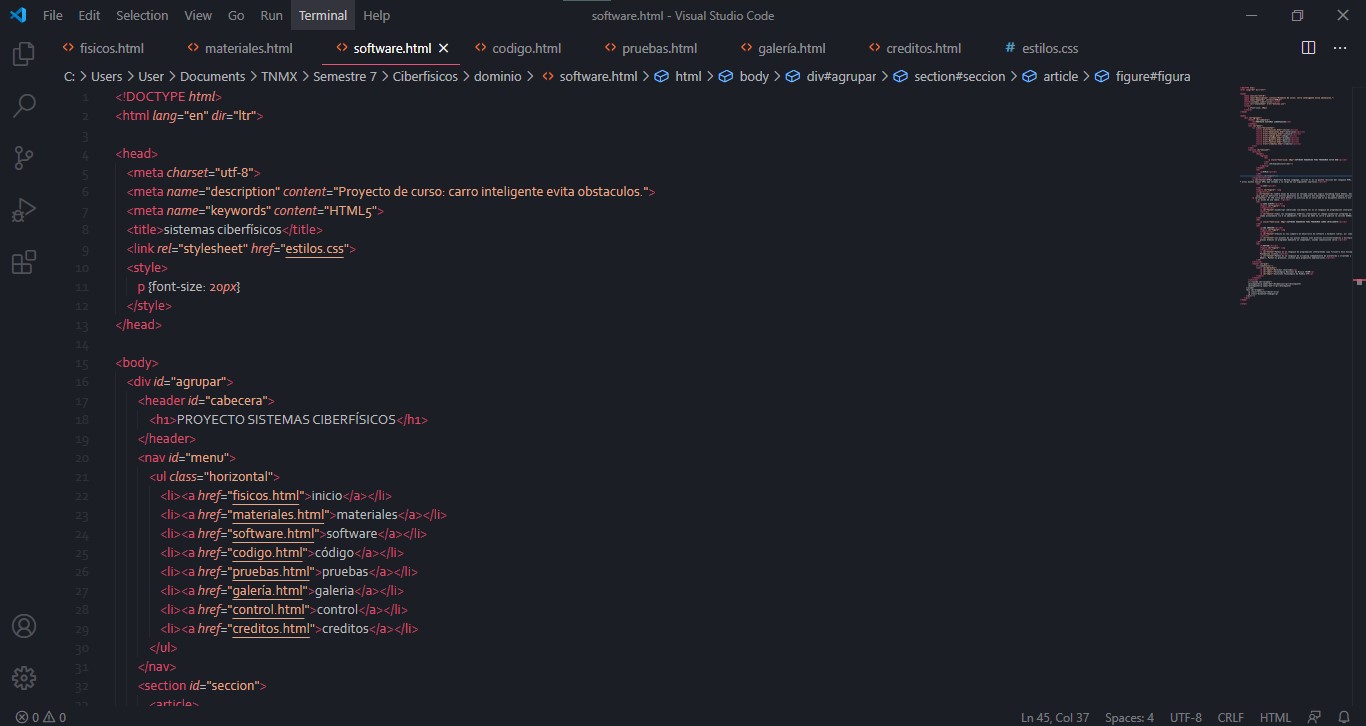 File Edit Selection View Go Run Terminal Help software.html - Visual Studio Code
fisicos.html materiales.html software.html codigo.html pruebas.html galería.html creditos.html # estilos.css
C: > Users > User > Documents > TNMX > Semestre 7 > Ciberfisicos > dominio > software.html > html > body > div#agrupar > section#seccion > article > figure#figura
1 <!DOCTYPE html>
2 <html lang="en" dir="ltr">
3
4 <head>
5 <meta charset="utf-8">
6 <meta name="description" content="Proyecto de curso: carro inteligente evita obstaculos.">
7 <meta name="keywords" content="HTML5">
8 <title>sistemas ciberfísicos</title>
9 <link rel="stylesheet" href="estilos.css">
10 <style>
11 p {font-size: 20px}
12 </style>
13 </head>
14
15 <body>
16 <div id="agrupar">
17 <header id="cabecera">
18 <h1>PROYECTO SISTEMAS CIBERFÍSICOS</h1>
19 </header>
20 <nav id="menu">
21 <ul class="horizontal">
22 <li><a href="fisicos.html">inicio</a></li>
23 <li><a href="materiales.html">materiales</a></li>
24 <li><a href="software.html">software</a></li>
25 <li><a href="codigo.html">código</a></li>
26 <li><a href="pruebas.html">pruebas</a></li>
27 <li><a href="galería.html">galeria</a></li>
28 <li><a href="control.html">control</a></li>
29 <li><a href="creditos.html">creditos</a></li>
30 </ul>
31 </nav>
32 <section id="seccion">
33 <article>
0 0 Ln 45, Col 37 Spaces: 4 UTF-8 CRLF HTML